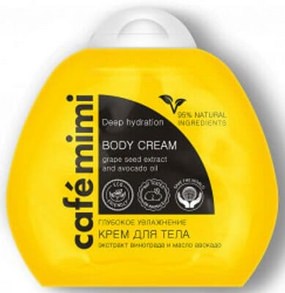 café mimi
Deep hydration
95% NATURAL
INGREDIENTS
BODY CREAM
grape seed extract
and avocado oil
ГЛУБОКОЕ УВЛАЖНЕНИЕ
КРЕМ ДЛЯ ТЕЛА
экстракт винограда и масло авокадо